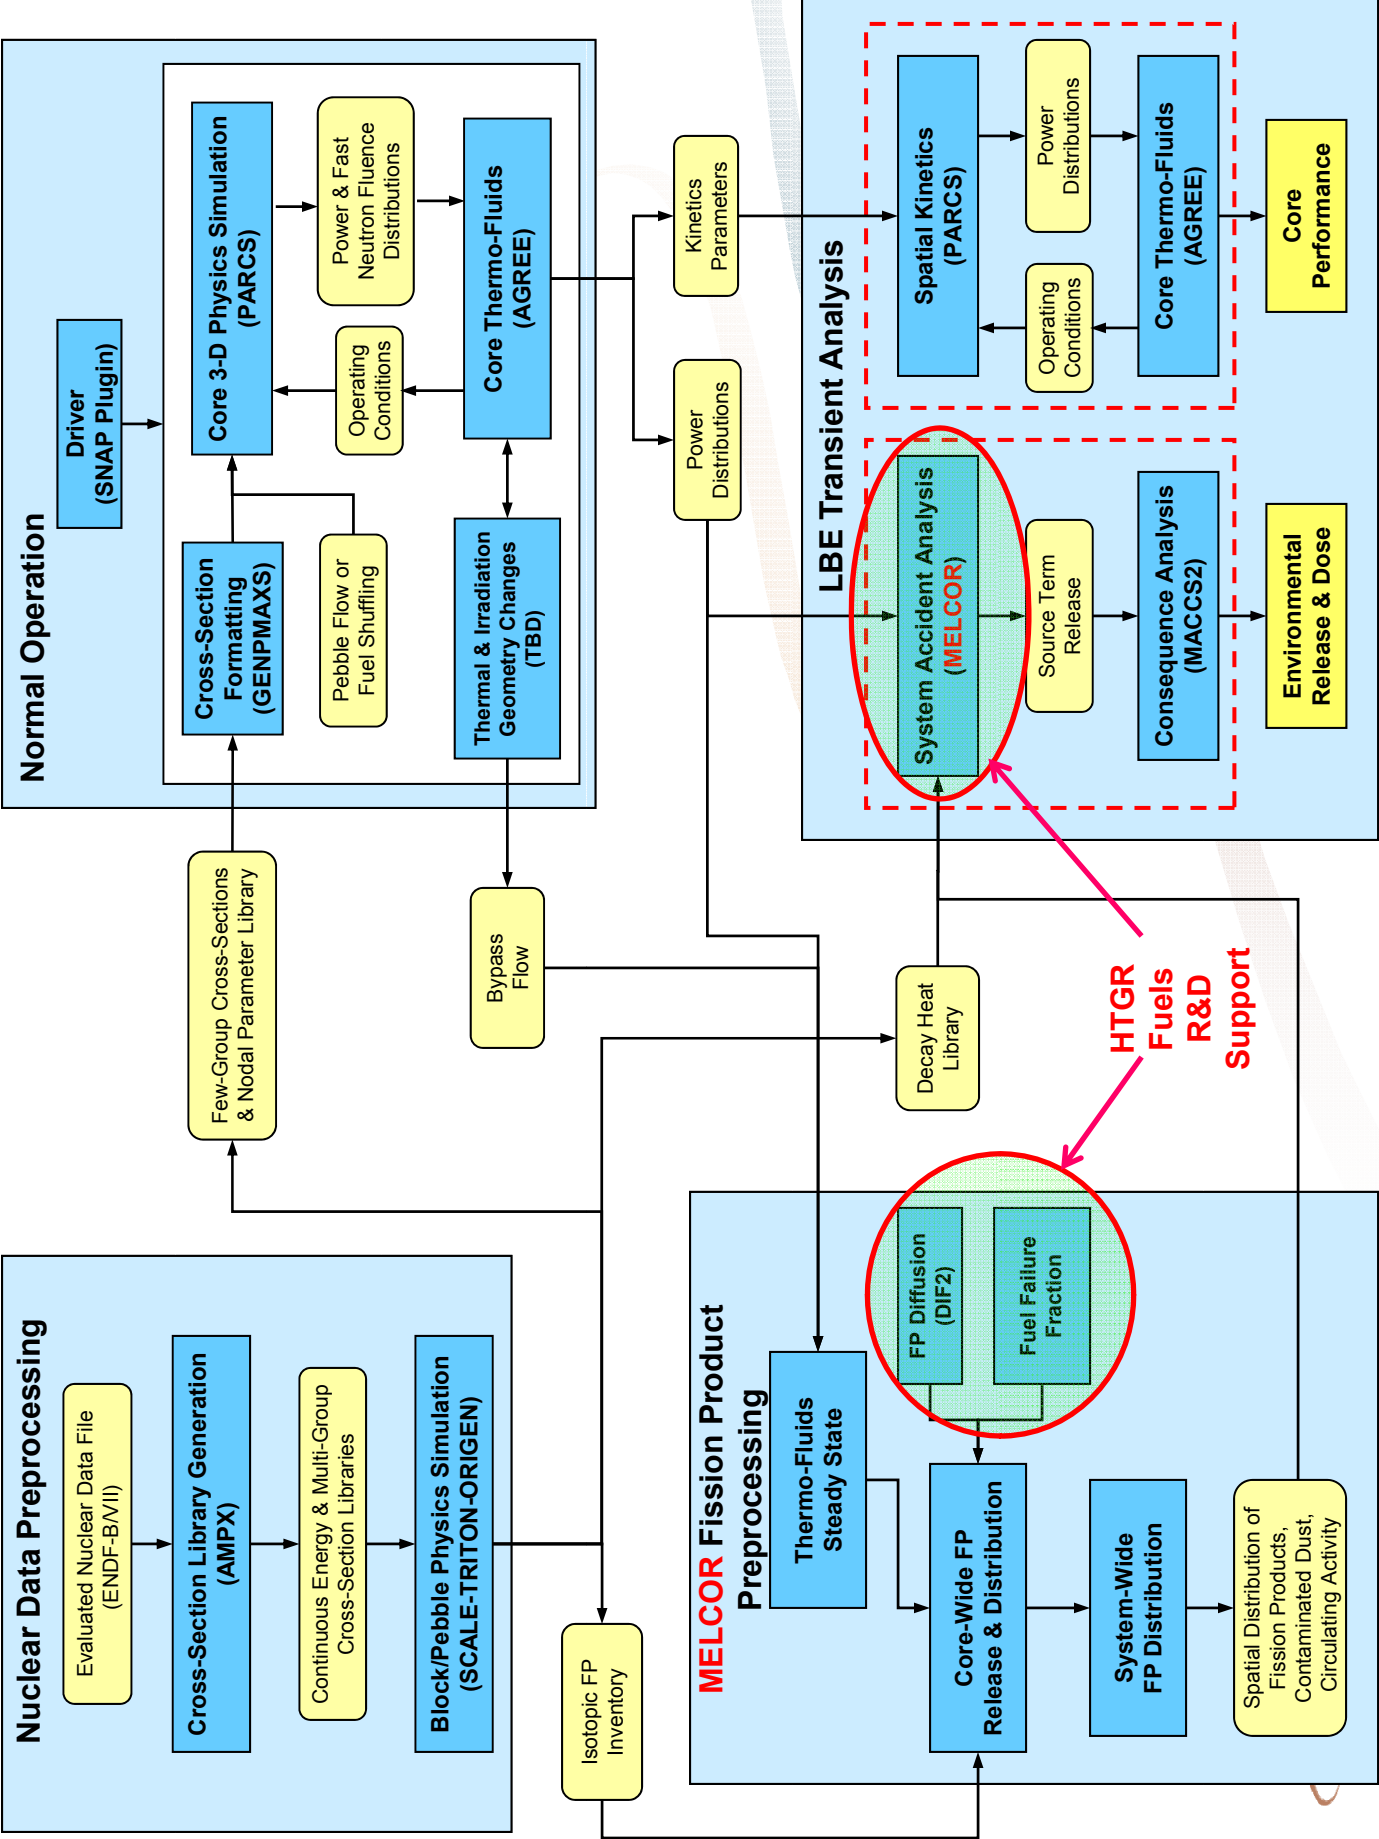 Nuclear Data Preprocessing
Evaluated Nuclear Data File
(ENDF-B/VII)
Cross-Section Library Generation
(AMPX)
Continuous Energy & Multi-Group
Cross-Section Libraries
Block/Pebble Physics Simulation
(SCALE-TRITON-ORIGEN)
Isotopic FP
Inventory
Few-Group Cross-Sections
& Nodal Parameter Library
Bypass
Flow
Decay Heat
Library
Normal Operation
Driver
(SNAP Plugin)
Cross-Section
Formatting
(GENPMAXS)
Pebble Flow or
Fuel Shuffling
Core 3-D Physics Simulation
(PARCS)
Operating
Conditions
Power & Fast
Neutron Fluence
Distributions
Thermal & Irradiation
Geometry Changes
(TBD)
Core Thermo-Fluids
(AGREE)
Power
Distributions
Kinetics
Parameters
MELCOR Fission Product
Preprocessing
Thermo-Fluids
Steady State
FP Diffusion
(DIF2)
Fuel Failure
Fraction
Core-Wide FP
Release & Distribution
System-Wide
FP Distribution
Spatial Distribution of
Fission Products,
Contaminated Dust,
Circulating Activity
HTGR
Fuels
R&D
Support
LBE Transient Analysis
System Accident Analysis
(MELCOR)
Source Term
Release
Consequence Analysis
(MACCS2)
Environmental
Release & Dose
Spatial Kinetics
(PARCS)
Operating
Conditions
Power
Distributions
Core Thermo-Fluids
(AGREE)
Core
Performance